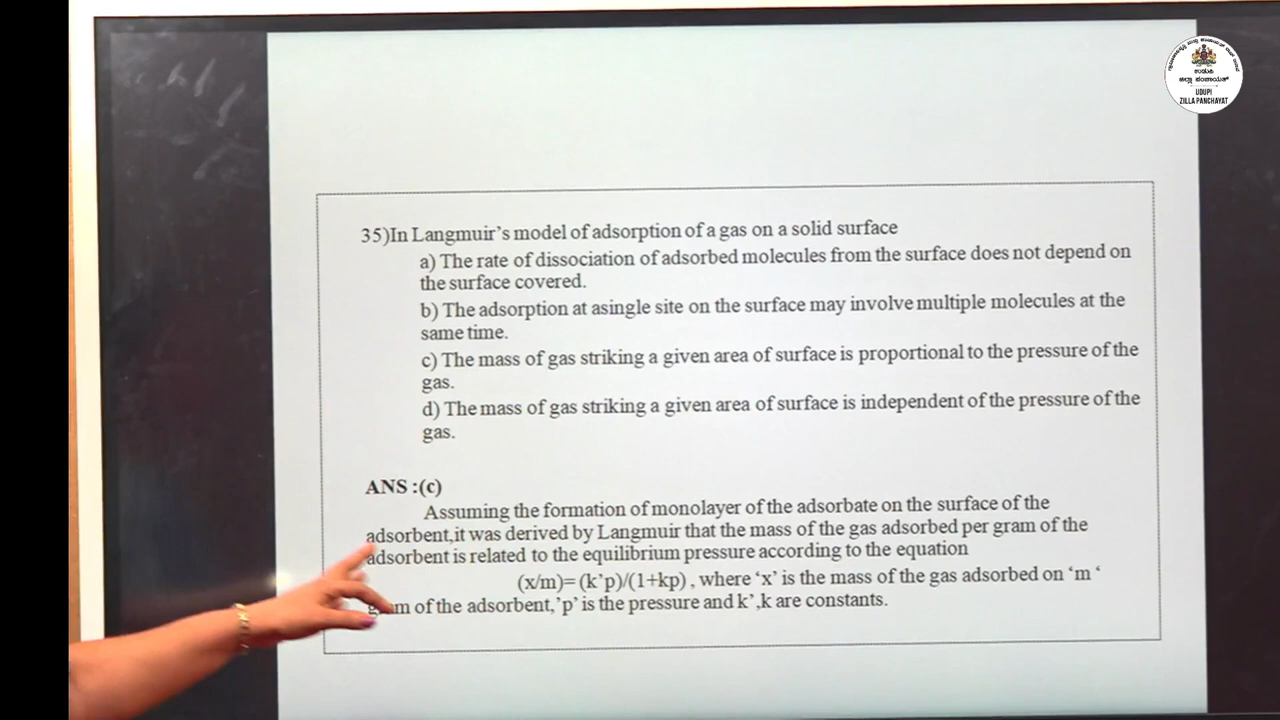 ಉಡುಪಿ
ಜಿಲ್ಲಾ ಪಂಚಾಯತ್
UDUPI
ZILLA PANCHAYAT
35)In Langmuir's model of adsorption of a gas on a solid surface
a) The rate of dissociation of adsorbed molecules from the surface does not depend on
the surface covered.
b) The adsorption at asingle site on the surface may involve multiple molecules at the
same time.
c) The mass of gas striking a given area of surface is proportional to the pressure of the
gas.
d) The mass of gas striking a given area of surface is independent of the pressure of the
gas.
ANS :(c)
Assuming the formation of monolayer of the adsorbate on the surface of the
adsorbent,it was derived by Langmuir that the mass of the gas adsorbed per gram of the
adsorbent is related to the equilibrium pressure according to the equation
(x/m)= (k’p)/(1+kp) , where ‘x’ is the mass of the gas adsorbed on ‘m ‘
of the adsorbent,’p’ is the pressure and k’,k are constants.